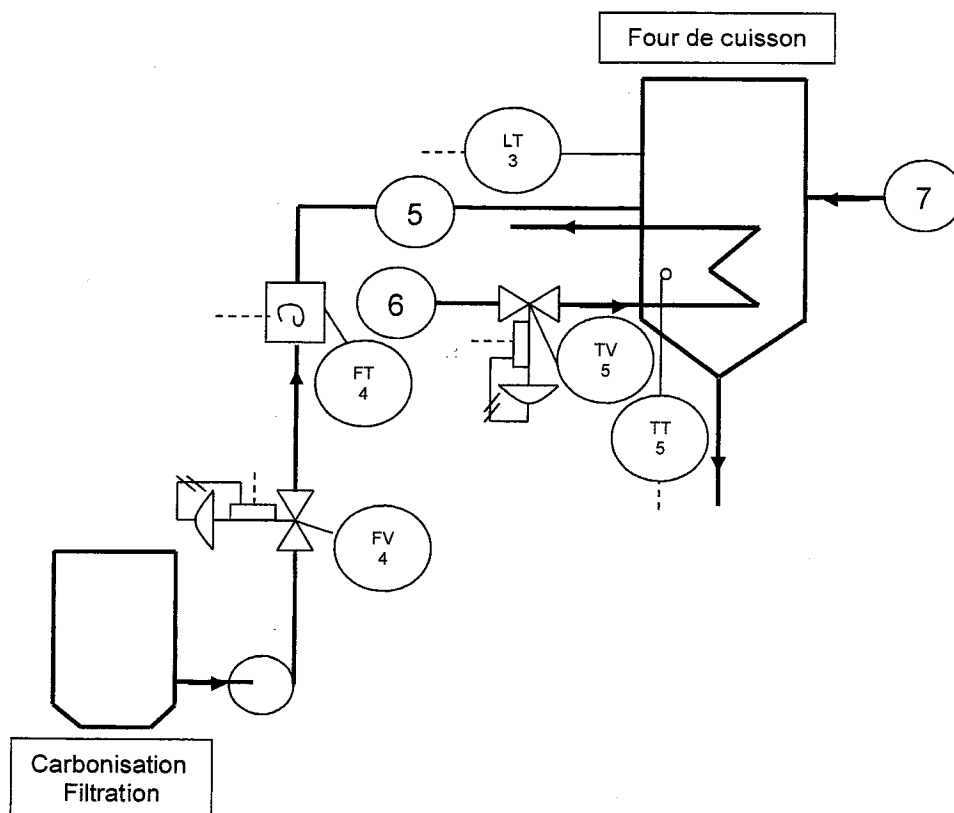 Four de cuisson
LT
3
5
7
6
C
FT
4
TV
5
TT
5
FV
4
Carbonisation
Filtration